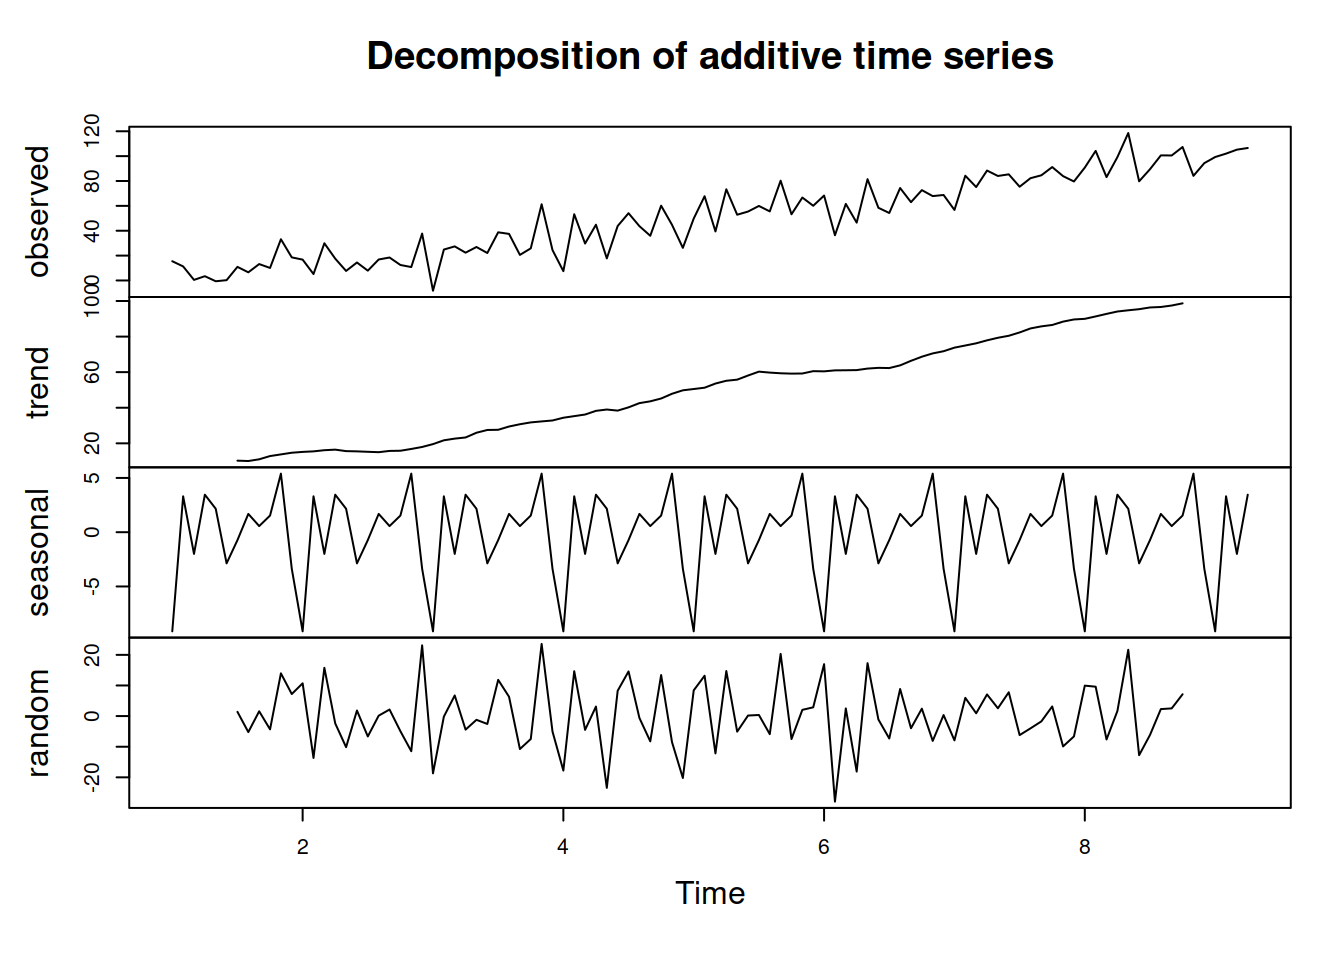 Decomposition of additive time series
observed
0 40 80 120
trend
20 60 100
seasonal
-5 0 5
random
-20 0 20
2 4 6 8
Time